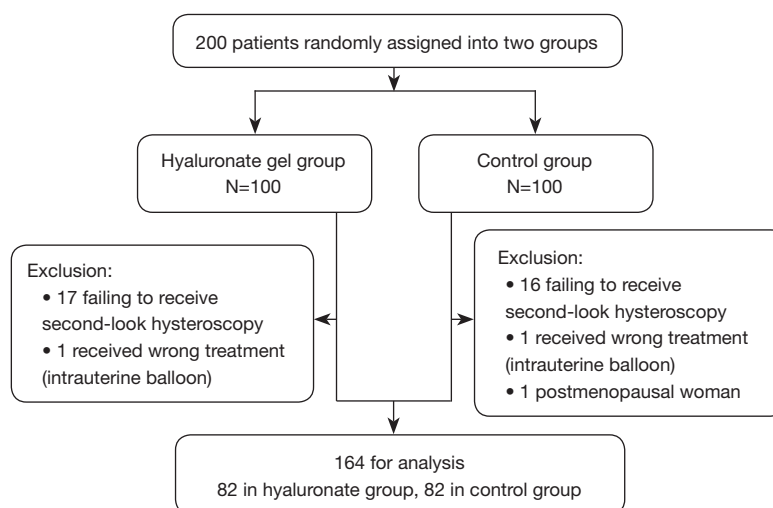 200 patients randomly assigned into two groups
Hyaluronate gel group
N=100
Control group
N=100
Exclusion:
• 17 failing to receive
second-look hysteroscopy
• 1 received wrong treatment
(intrauterine balloon)
Exclusion:
• 16 failing to receive
second-look hysteroscopy
• 1 received wrong treatment
(intrauterine balloon)
• 1 postmenopausal woman
164 for analysis
82 in hyaluronate group, 82 in control group